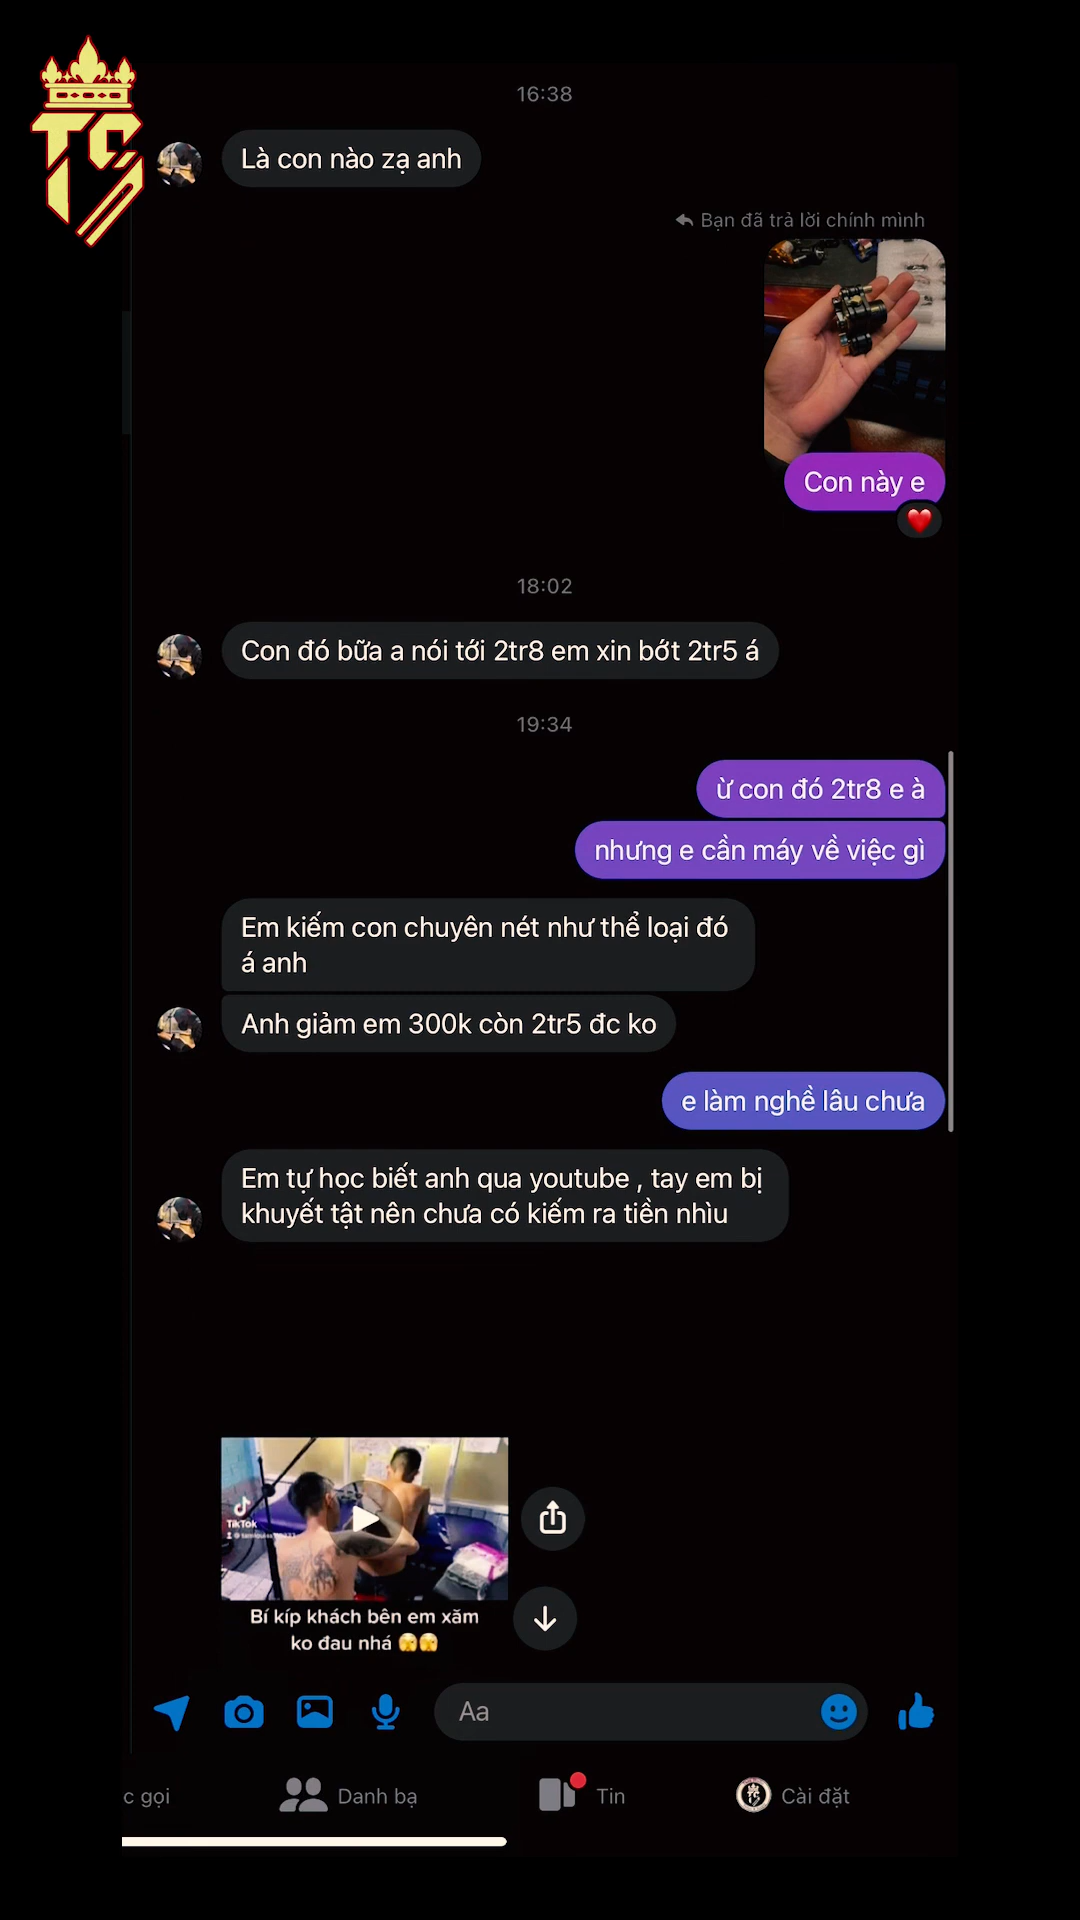 TS
16:38
Là con nào zạ anh
Bạn đã trả lời chính mình
Con này e
18:02
Con đó bữa a nói tới 2tr8 em xin bớt 2tr5 á
19:34
ừ con đó 2tr8 e à
nhưng e cần máy về việc gì
Em kiếm con chuyên nét như thể loại đó
á anh
Anh giảm em 300k còn 2tr5 đc ko
e làm nghề lâu chưa
Em tự học biết anh qua youtube , tay em bị
khuyết tật nên chưa có kiếm ra tiền nhìu
TikTok
Bí kíp khách bên em xăm
ko đau nhá 🫣🫣
Aa
c gọi
Danh bạ
Tin
Cài đặt